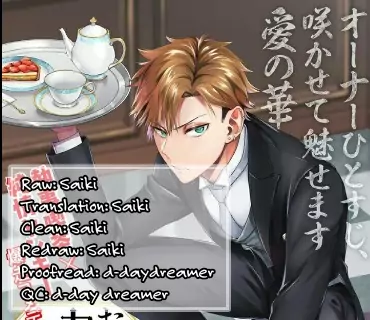 オーナーひとすじ、
咲かせて魅せます
愛の華
Raw: Saiki
Translation: Saiki
Clean: Saiki
Redraw: Saiki
Proofread: d-daydreamer
QC: d-day dreamer